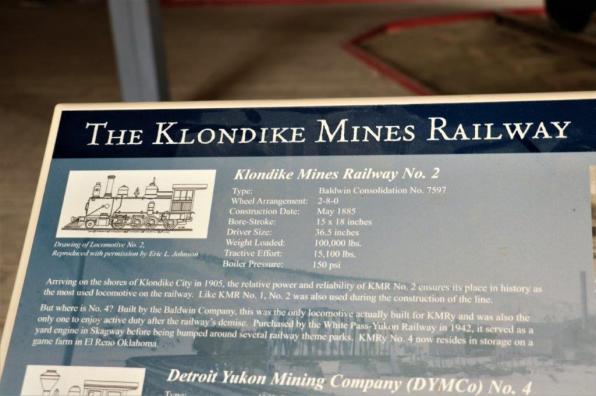 THE KLONDIKE MINES RAILWAY
Klondike Mines Railway No. 2
Type: Baldwin Consolidation No. 7597
Wheel Arrangement: 2-8-0
Construction Date: May 1885
Bore-Stroke: 15 x 18 inches
Driver Size: 36.5 inches
Weight Loaded: 100,000 lbs.
Tractive Effort: 15,100 lbs.
Boiler Pressure: 150 psi
Drawing of Locomotive No. 2,
Reproduced with permission by Eric L. Johnson
Arriving on the shores of Klondike City in 1905, the relative power and reliability of KMR No. 2 ensures its place in history as
the most used locomotive on the railway. Like KMR No. 1, No. 2 was also used during the construction of the line.
But where is No. 4? Built by the Baldwin Company, this was the only locomotive actually built for KMRy and was also the
only one to enjoy active duty after the railway's demise. Purchased by the White Pass-Yukon Railway in 1942, it served as a
yard engine in Skagway before being bumped around several railway theme parks. KMRy No. 4 now resides in storage on a
game farm in El Reno Oklahoma.
Detroit Yukon Mining Company (DYMCo) No. 4
Type: